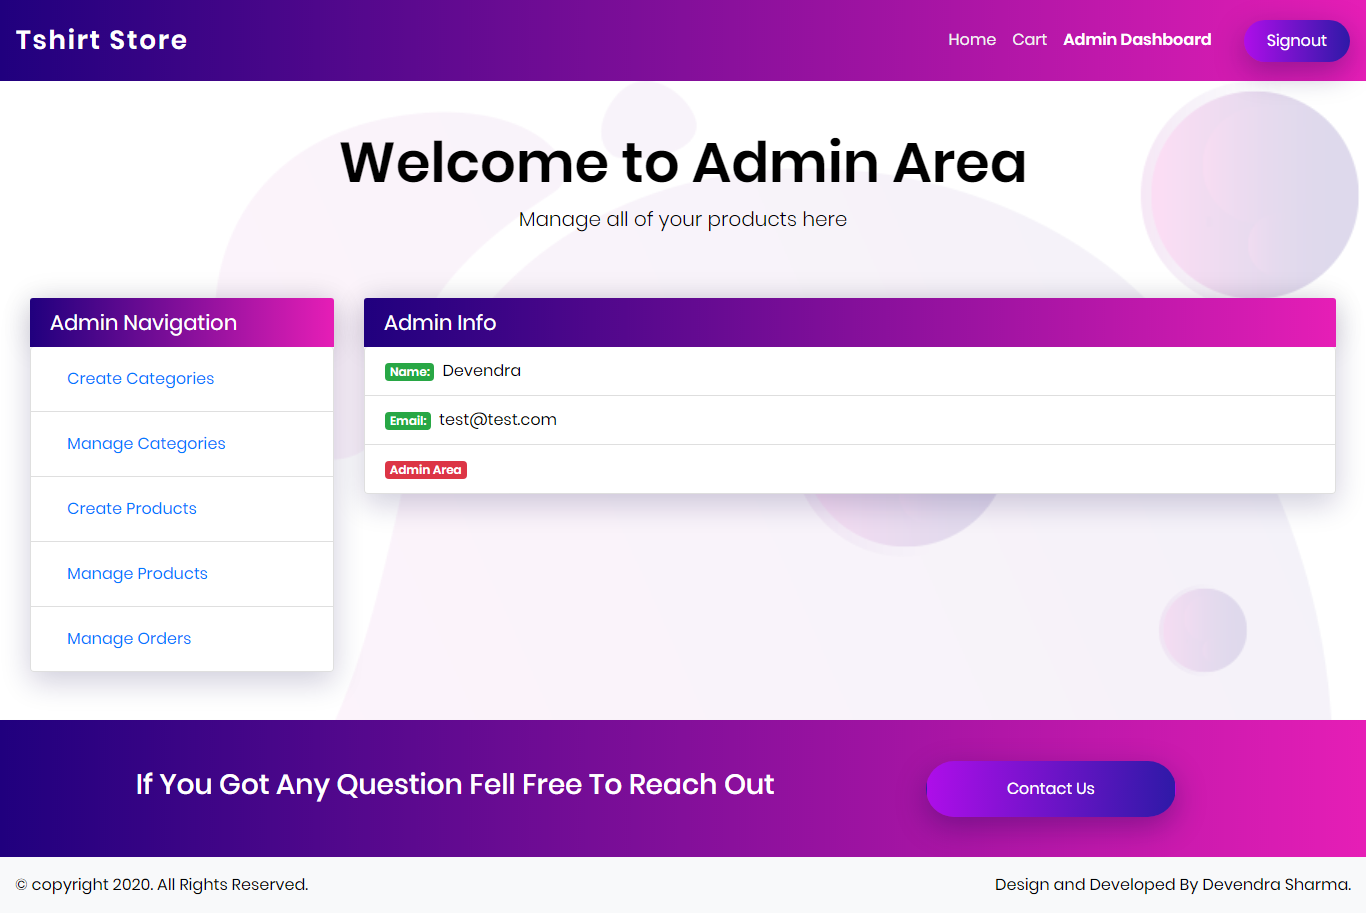 Tshirt Store
Home Cart Admin Dashboard Signout
Welcome to Admin Area
Manage all of your products here
Admin Navigation
Create Categories
Manage Categories
Create Products
Manage Products
Manage Orders
Admin Info
Name: Devendra
Email: test@test.com
Admin Area
If You Got Any Question Fell Free To Reach Out
Contact Us
© copyright 2020. All Rights Reserved.
Design and Developed By Devendra Sharma.